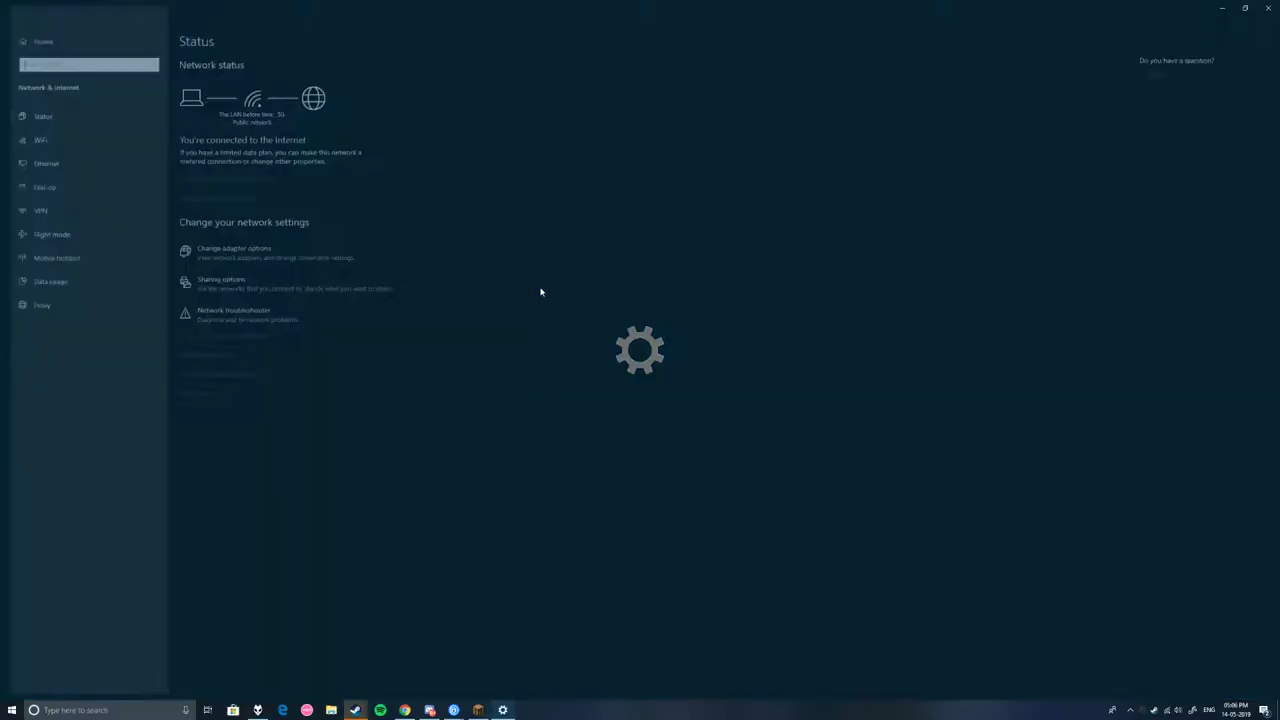 Home
Status
Network status
Do you have a question?
Network & Internet
The LAN before time _5G
Public network
Status
WiFi
You're connected to the Internet
If you have a limited data plan, you can make this network a
metered connection or change other properties.
Ethernet
Dial-up
VPN
Change your network settings
Flight mode
Change adapter options
View network adapters and change connection settings.
Mobile hotspot
Data usage
Sharing options
For the networks that you connect to, decide what you want to share.
Proxy
Network troubleshooter
Diagnose and fix network problems.
Type here to search
ENG
05:06 PM
14-05-2019